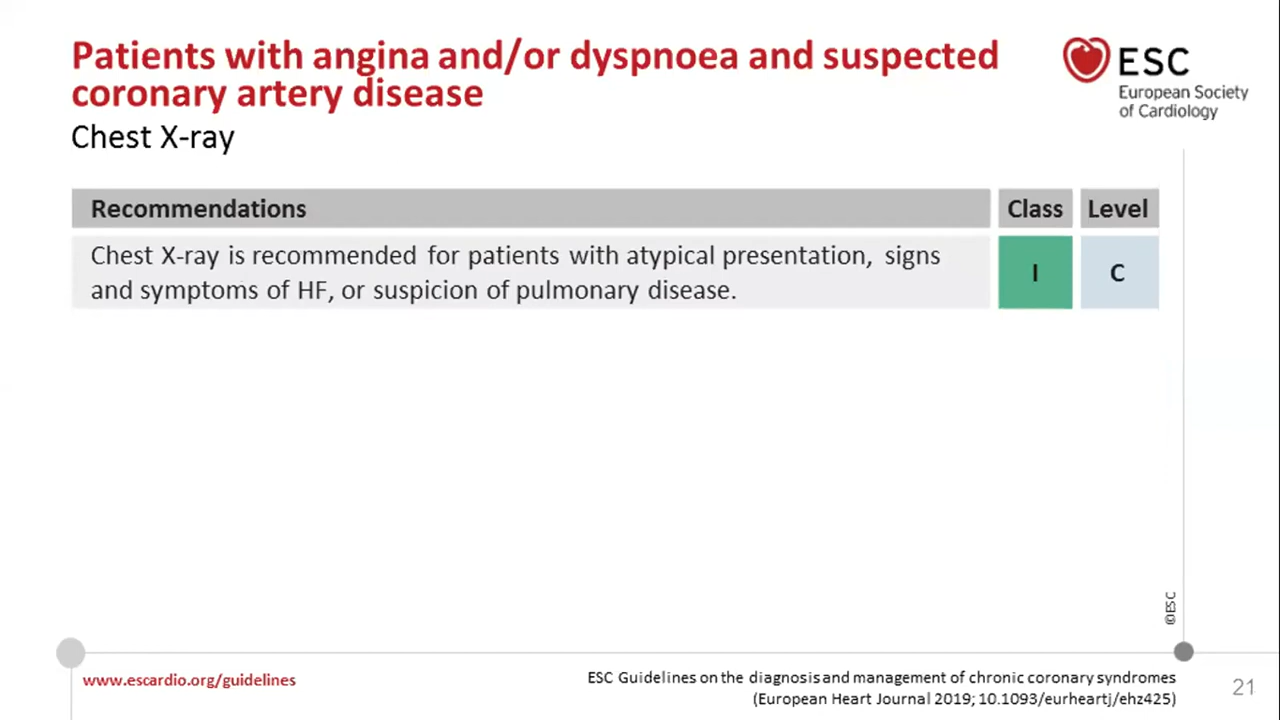 Patients with angina and/or dyspnoea and suspected
coronary artery disease
Chest X-ray
ESC
European Society
of Cardiology
Recommendations Class Level
Chest X-ray is recommended for patients with atypical presentation, signs
and symptoms of HF, or suspicion of pulmonary disease.
I C
©ESC
www.escardio.org/guidelines
ESC Guidelines on the diagnosis and management of chronic coronary syndromes
(European Heart Journal 2019; 10.1093/eurheartj/ehz425)
21